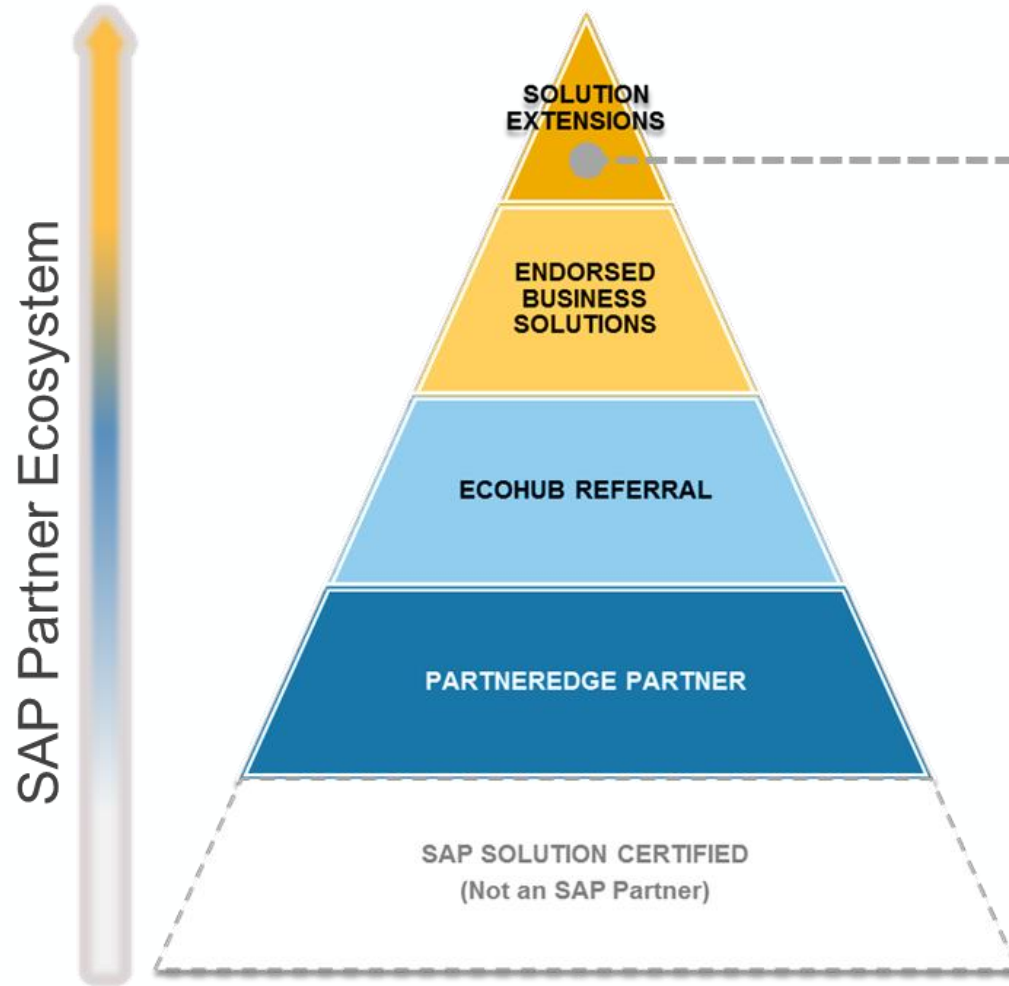 SAP Partner Ecosystem
SOLUTION
EXTENSIONS
ENDORSED
BUSINESS
SOLUTIONS
ECOHUB REFERRAL
PARTNEREDGE PARTNER
SAP SOLUTION CERTIFIED
(Not an SAP Partner)